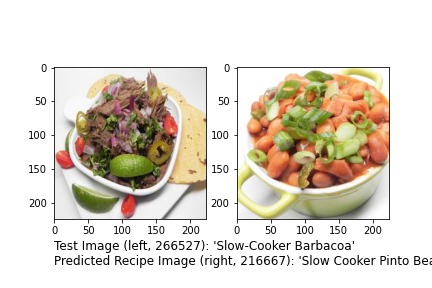 0
50
100
150
200
0 50 100 150 200
0
50
100
150
200
0 50 100 150 200
Test Image (left, 266527): 'Slow-Cooker Barbacoa'
Predicted Recipe Image (right, 216667): 'Slow Cooker Pinto Bea